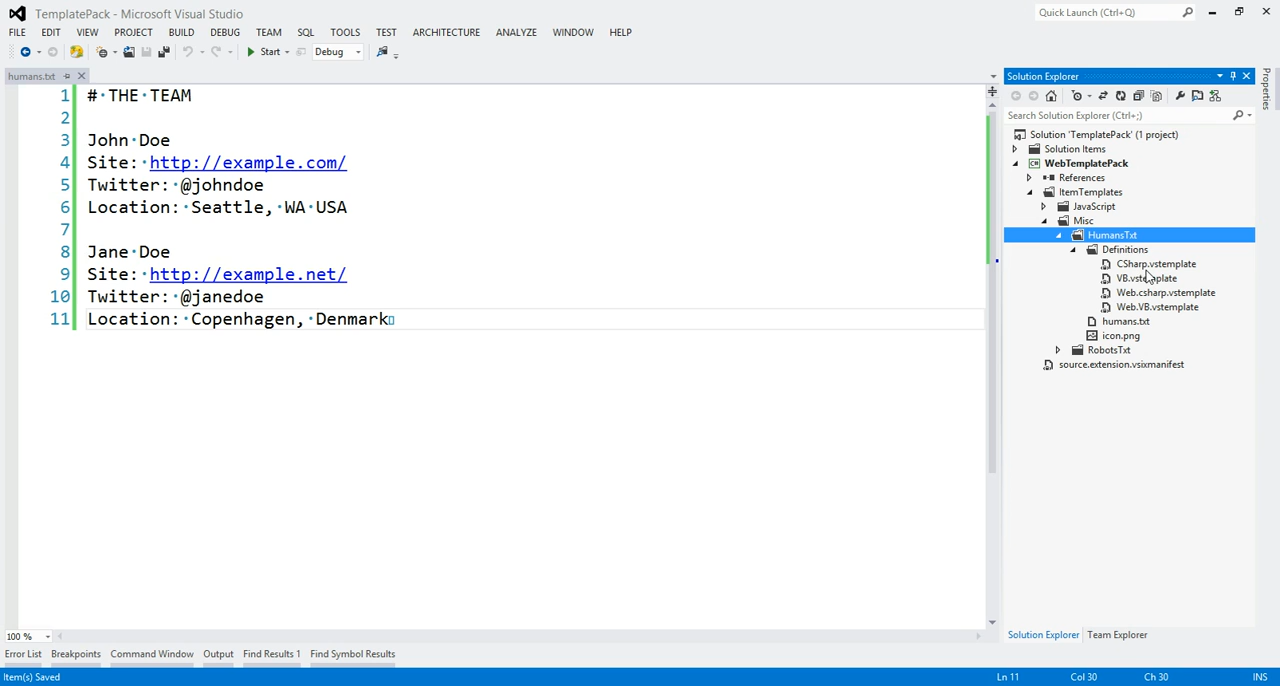 TemplatePack - Microsoft Visual Studio
Quick Launch (Ctrl+Q)
FILE EDIT VIEW PROJECT BUILD DEBUG TEAM SQL TOOLS TEST ARCHITECTURE ANALYZE WINDOW HELP
Start Debug
humans.txt
1 # THE TEAM
2
3 John Doe
4 Site: http://example.com/
5 Twitter: @johndoe
6 Location: Seattle, WA USA
7
8 Jane Doe
9 Site: http://example.net/
10 Twitter: @janedoe
11 Location: Copenhagen, Denmark
100 %
Solution Explorer
Search Solution Explorer (Ctrl+;)
Solution 'TemplatePack' (1 project)
Solution Items
WebTemplatePack
References
ItemTemplates
JavaScript
Misc
HumansTxt
Definitions
CSharp.vstemplate
VB.vstemplate
Web.csharp.vstemplate
Web.VB.vstemplate
humans.txt
icon.png
RobotsTxt
source.extension.vsixmanifest
Solution Explorer Team Explorer
Properties
Error List Breakpoints Command Window Output Find Results 1 Find Symbol Results
Item(s) Saved Ln 11 Col 30 Ch 30 INS